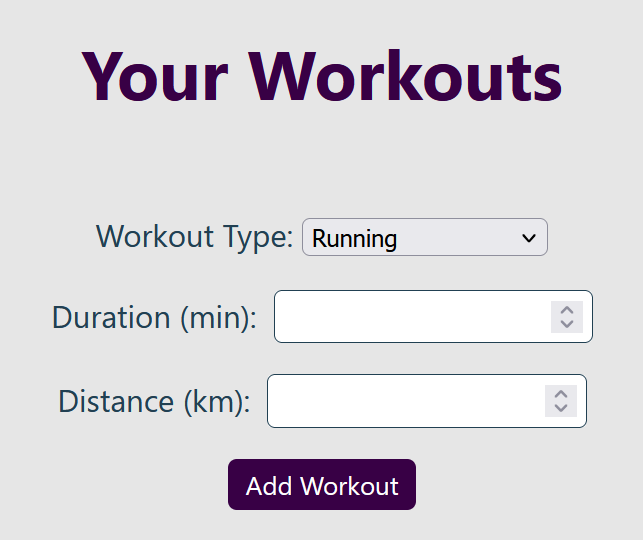 Your Workouts
Workout Type: Running
Duration (min):
Distance (km):
Add Workout